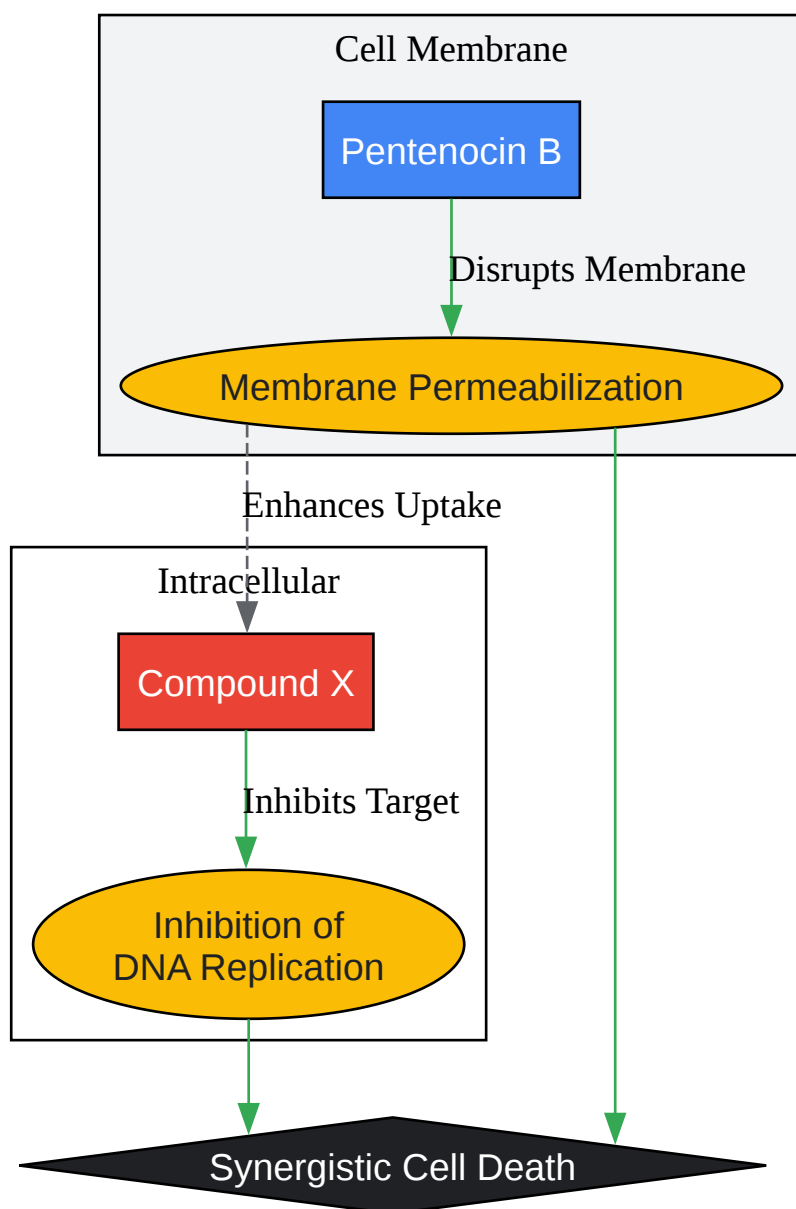 Cell Membrane
Pentenocin B
Disrupts Membrane
Membrane Permeabilization
Enhances Uptake
Intracellular
Compound X
Inhibits Target
Inhibition of
DNA Replication
Synergistic Cell Death